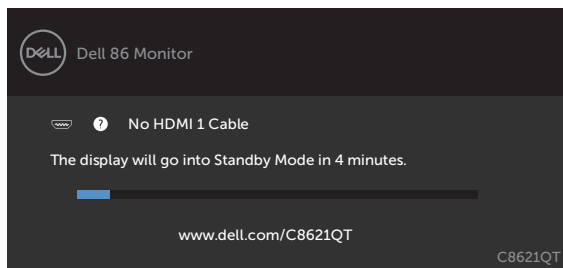 DELL
Dell 86 Monitor
? No HDMI 1 Cable
The display will go into Standby Mode in 4 minutes.
www.dell.com/C8621QT
C8621QT